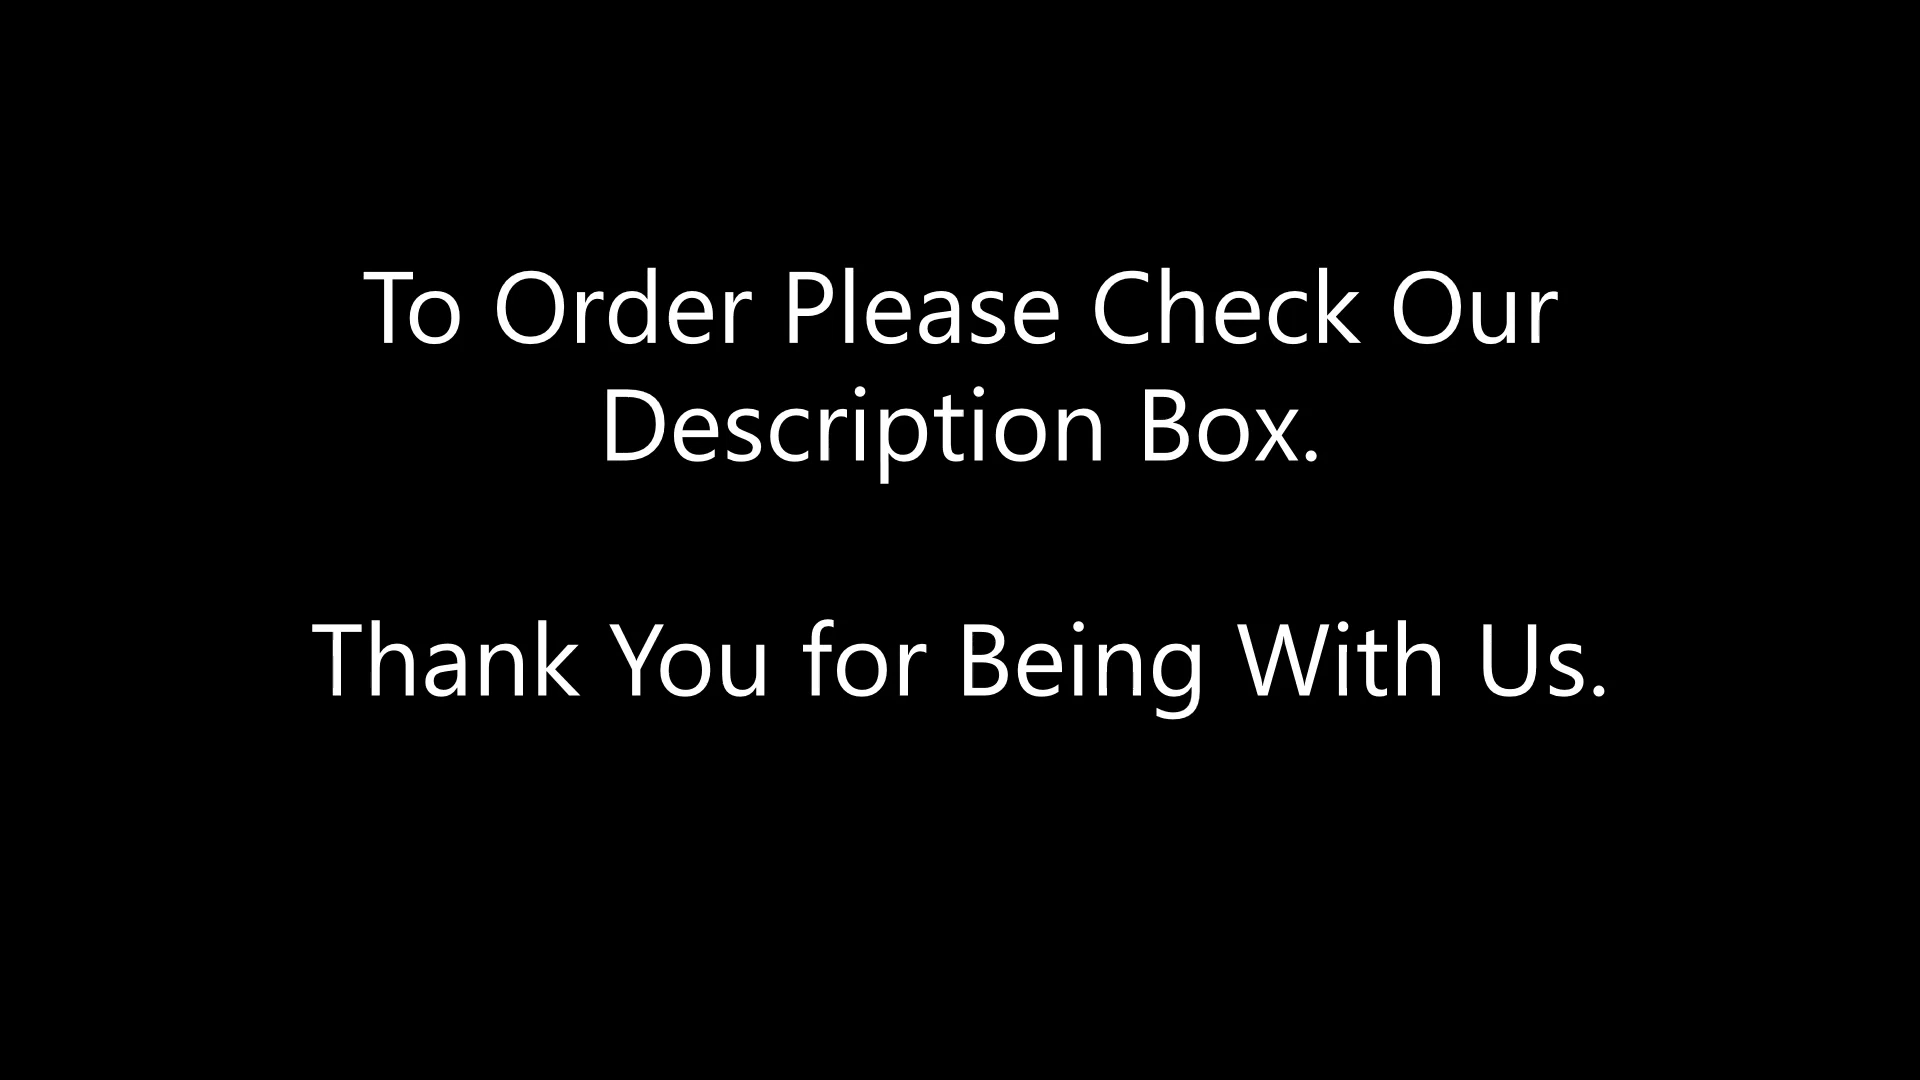 To Order Please Check Our
Description Box.
Thank You for Being With Us.